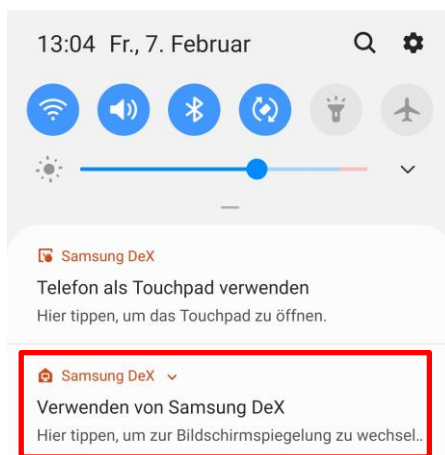 13:04 Fr., 7. Februar
Samsung DeX
Telefon als Touchpad verwenden
Hier tippen, um das Touchpad zu öffnen.
Samsung DeX
Verwenden von Samsung DeX
Hier tippen, um zur Bildschirmspiegelung zu wechsel..